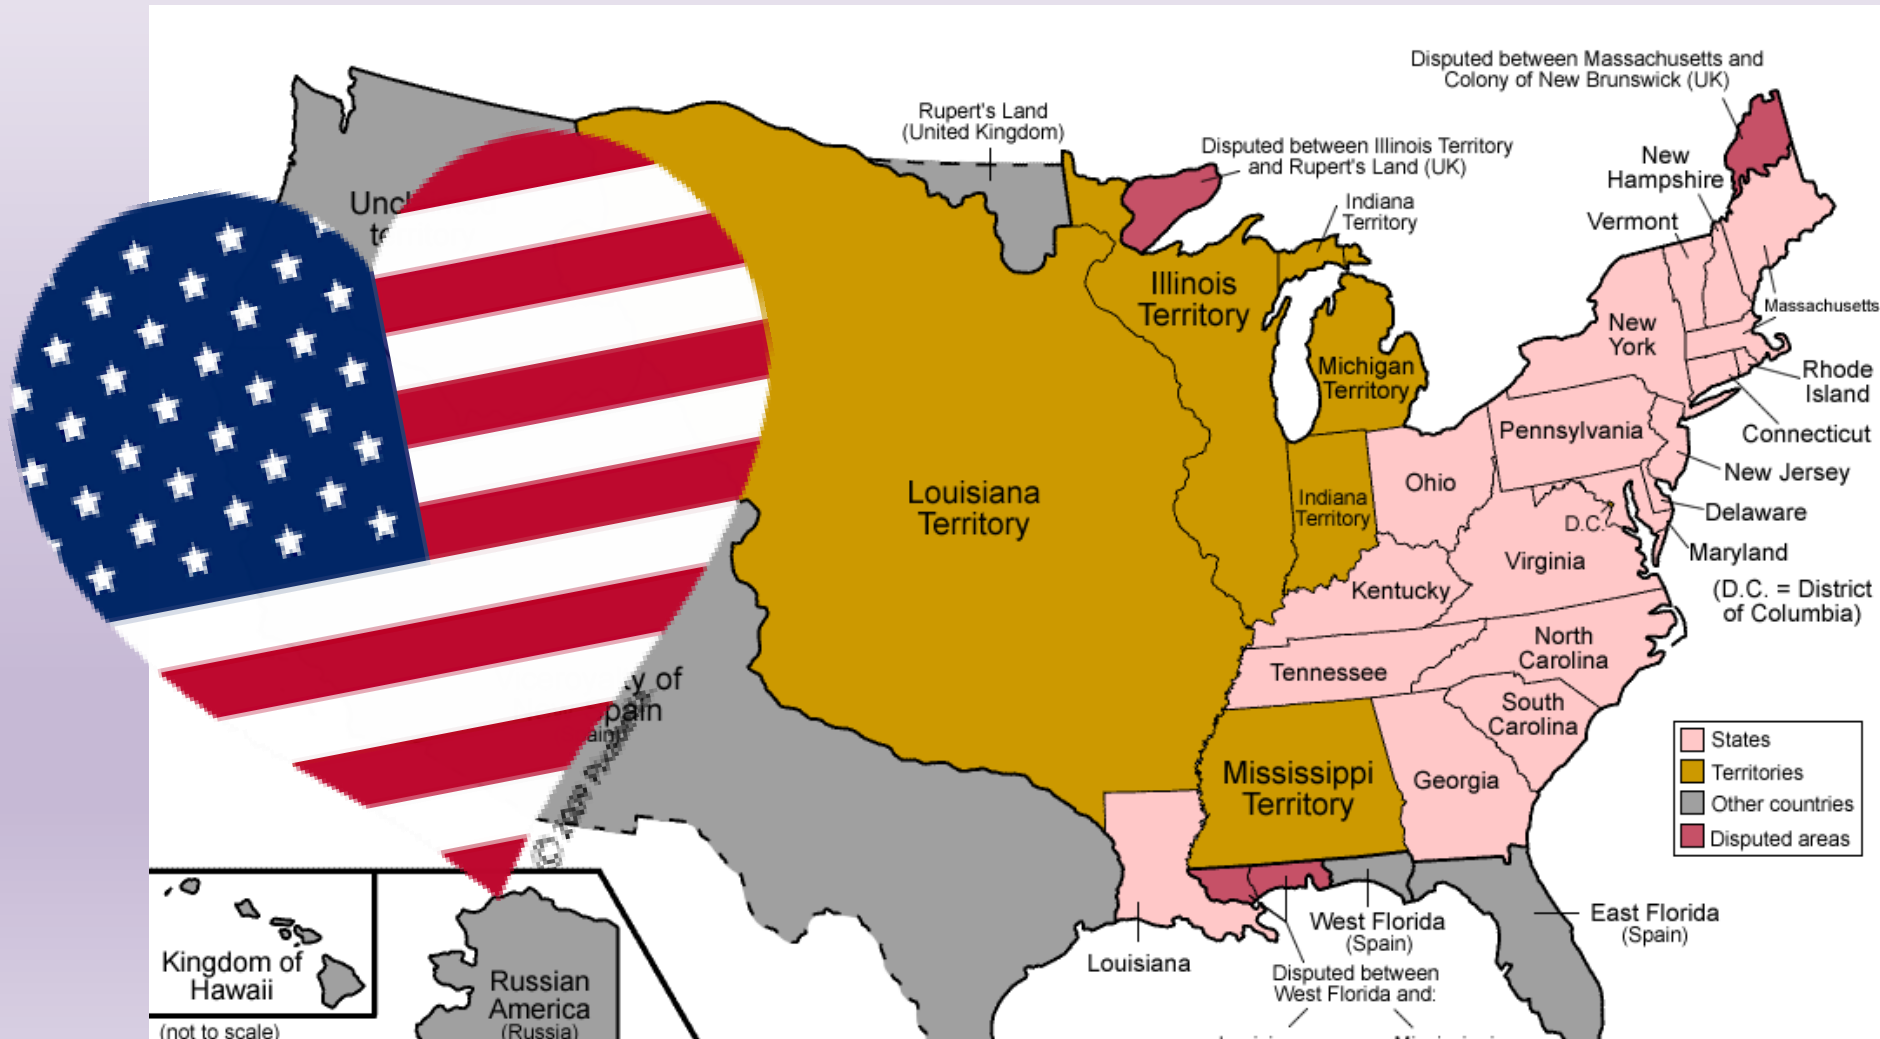 Disputed between Massachusetts and
Colony of New Brunswick (UK)
Rupert's Land
(United Kingdom)
Disputed between Illinois Territory
and Rupert's Land (UK)
New
Hampshire
Indiana
Territory
Vermont
Illinois
Territory
Massachusetts
New
York
Michigan
Territory
Rhode
Island
Pennsylvania
Connecticut
New Jersey
Ohio
Louisiana
Territory
Indiana
Territory
D.C.
Delaware
Maryland
Virginia
Kentucky
(D.C. = District
of Columbia)
North
Carolina
Tennessee
South
Carolina
of
States
Mississippi
Territory
Georgia
Territories
Other countries
Disputed areas
West Florida
(Spain)
East Florida
(Spain)
Louisiana
Disputed between
West Florida and:
Kingdom of
Hawaii
(not to scale)
Russian
America
(Russia)